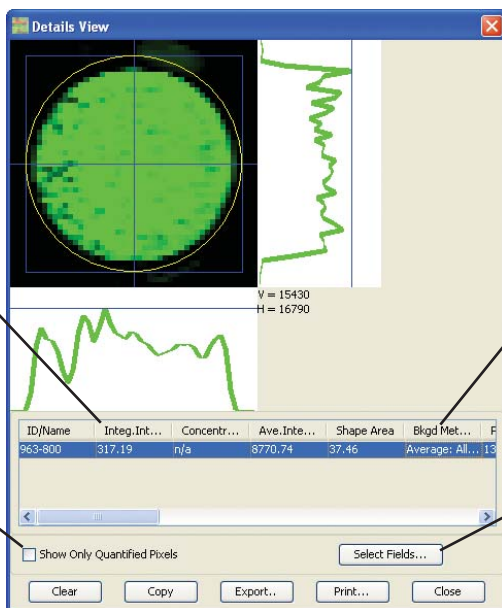 Details View
V = 15430
H = 16790
ID/Name Integ.Int... Concentr... Ave.Inte... Shape Area Bkgd Met... F
963-800 317.19 n/a 8770.74 37.46 Average: All... 13
Show Only Quantified Pixels Select Fields...
Clear Copy Export.. Print... Close